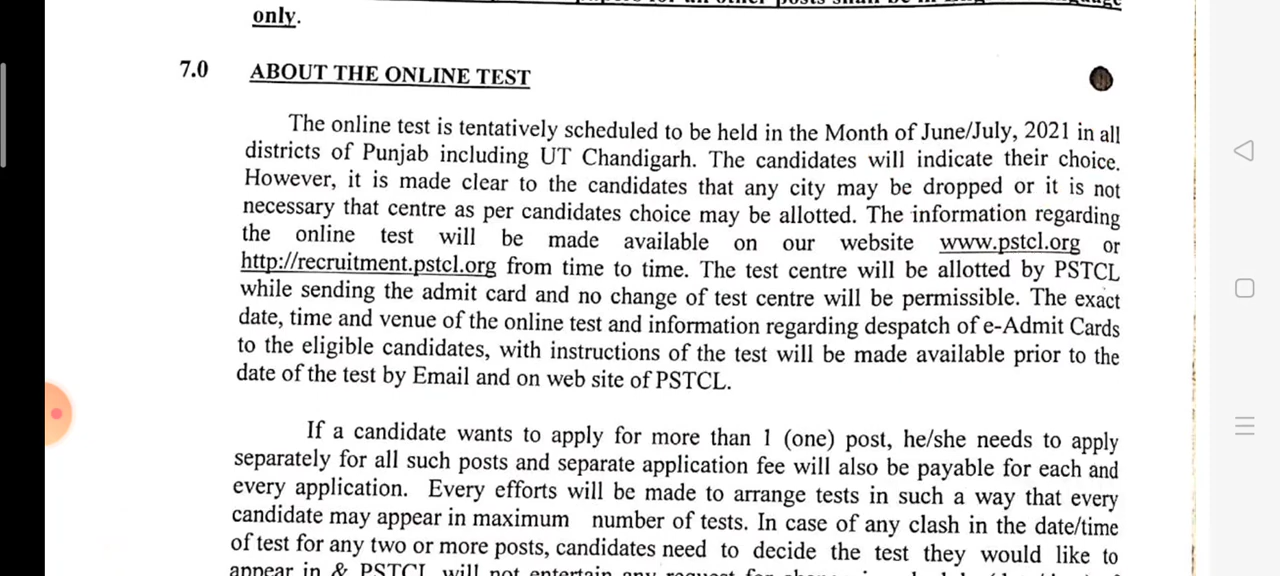 only.
7.0 ABOUT THE ONLINE TEST
The online test is tentatively scheduled to be held in the Month of June/July, 2021 in all
districts of Punjab including UT Chandigarh. The candidates will indicate their choice.
However, it is made clear to the candidates that any city may be dropped or it is not
necessary that centre as per candidates choice may be allotted. The information regarding
the online test will be made available on our website www.pstcl.org or
http://recruitment.pstcl.org from time to time. The test centre will be allotted by PSTCL
while sending the admit card and no change of test centre will be permissible. The exact
date, time and venue of the online test and information regarding despatch of e-Admit Cards
to the eligible candidates, with instructions of the test will be made available prior to the
date of the test by Email and on web site of PSTCL.
If a candidate wants to apply for more than 1 (one) post, he/she needs to apply
separately for all such posts and separate application fee will also be payable for each and
every application. Every efforts will be made to arrange tests in such a way that every
candidate may appear in maximum number of tests. In case of any clash in the date/time
of test for any two or more posts, candidates need to decide the test they would like to
appear in & PSTCL will not entertain any request